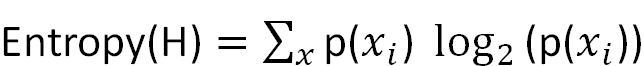 Entropy(H) = ∑ₓ p(xᵢ) log₂ (p(xᵢ))